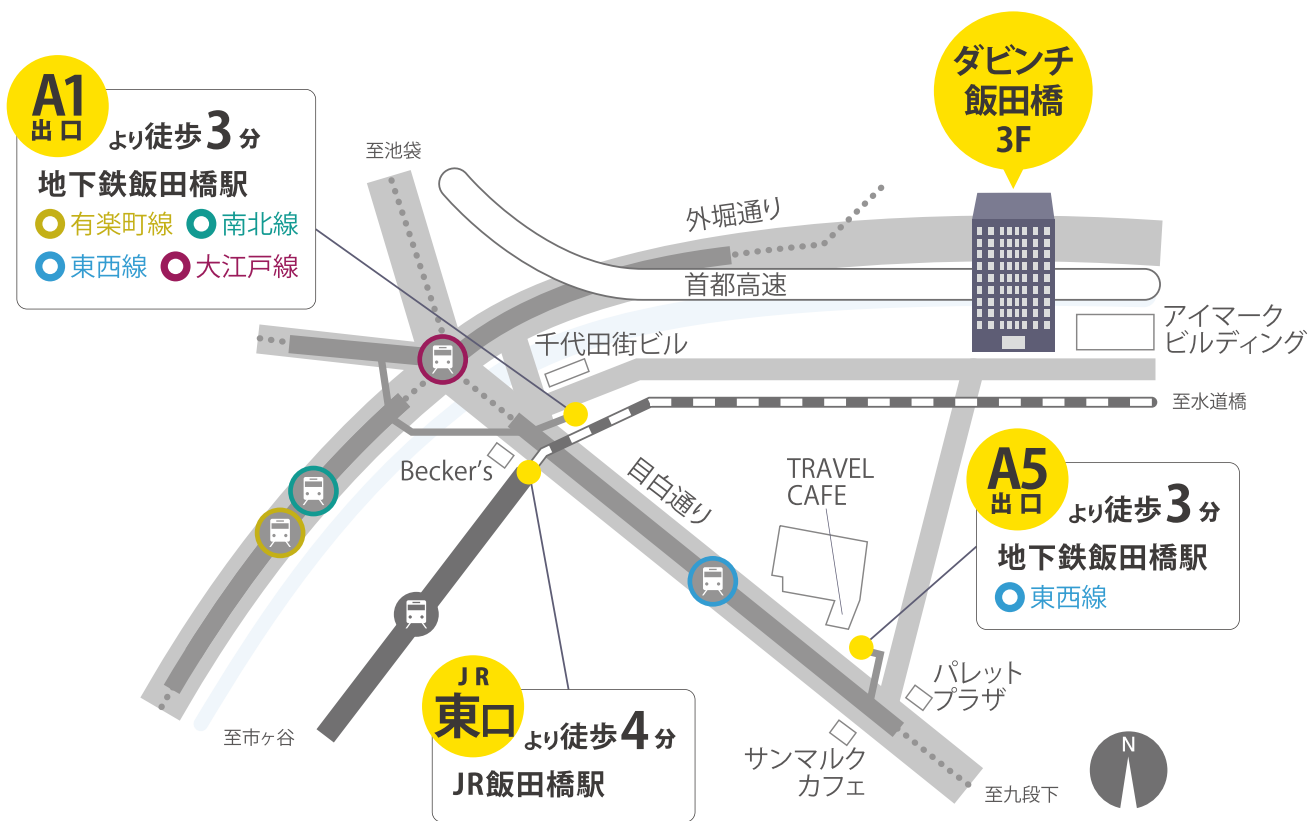 A1
出口
より徒歩3分
地下鉄飯田橋駅
有楽町線 南北線
東西線 大江戸線
至池袋
外堀通り
首都高速
ダビンチ
飯田橋
3F
千代田街ビル
アイマーク
ビルディング
至水道橋
Becker's
目白通り
TRAVEL
CAFE
A5
出口
より徒歩3分
地下鉄飯田橋駅
東西線
至市ヶ谷
JR
東口
より徒歩4分
JR飯田橋駅
パレット
プラザ
サンマルク
カフェ
至九段下
N